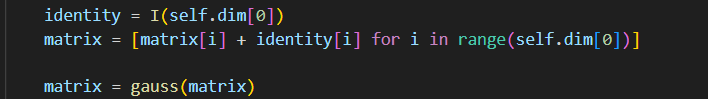 identity = I(self.dim[0])
matrix = [matrix[i] + identity[i] for i in range(self.dim[0])]
matrix = gauss(matrix)